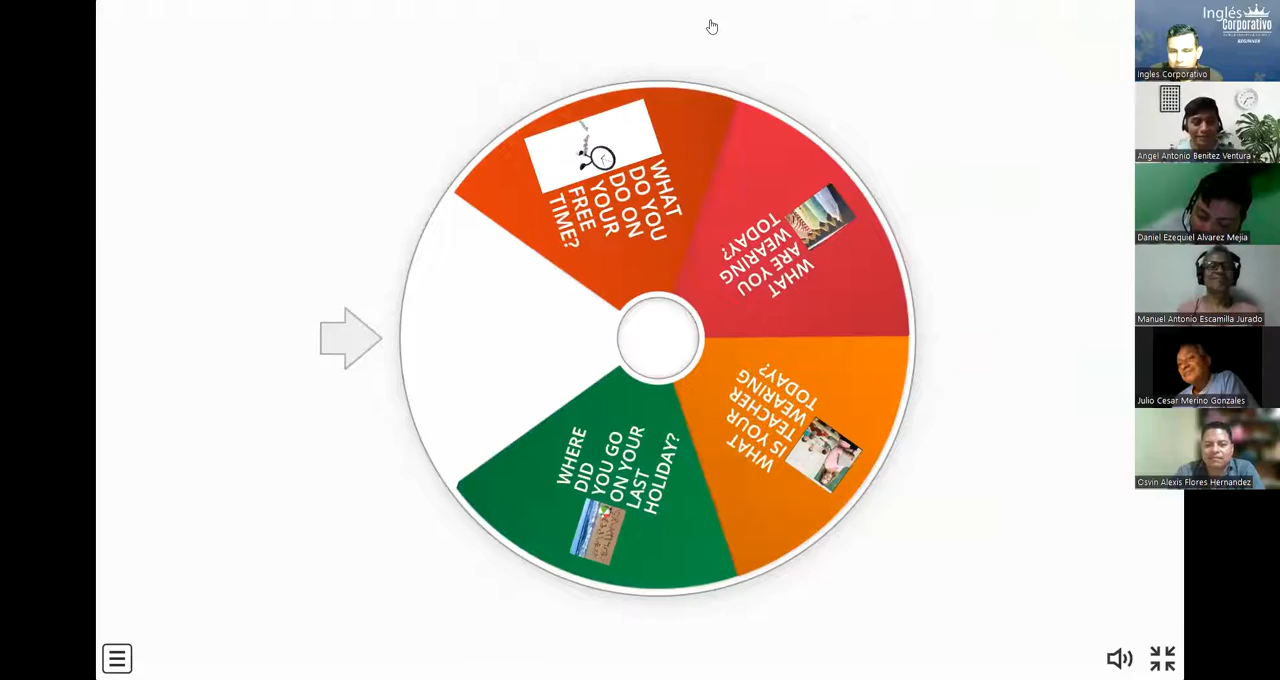 WHAT
DO YOU
DO ON
YOUR
FREE
TIME?
WHAT
ARE YOU
WEARING
TODAY?
WHAT
IS YOUR
TEACHER
WEARING
TODAY?
WHERE
DID
YOU GO
ON YOUR
LAST
HOLIDAY?
Inglés
Corporativo
BEGINNER
Ingles Corporativo
Angel Antonio Benitez Ventura
Daniel Ezequiel Alvarez Mejia
Manuel Antonio Escamilla Jurado
Julio Cesar Merino Gonzales
Osvin Alexis Flores Hernandez